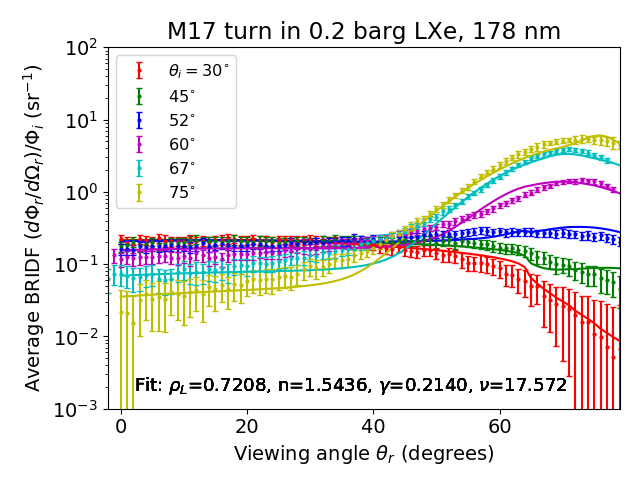 M17 turn in 0.2 barg LXe, 178 nm
Average BRIDF (dΦr/dΩr)/Φi (sr⁻¹)
10²
10¹
10⁰
10⁻¹
10⁻²
10⁻³
θi = 30°
45°
52°
60°
67°
75°
Fit: ρL=0.7208, n=1.5436, γ=0.2140, ν=17.572
0 20 40 60
Viewing angle θr (degrees)